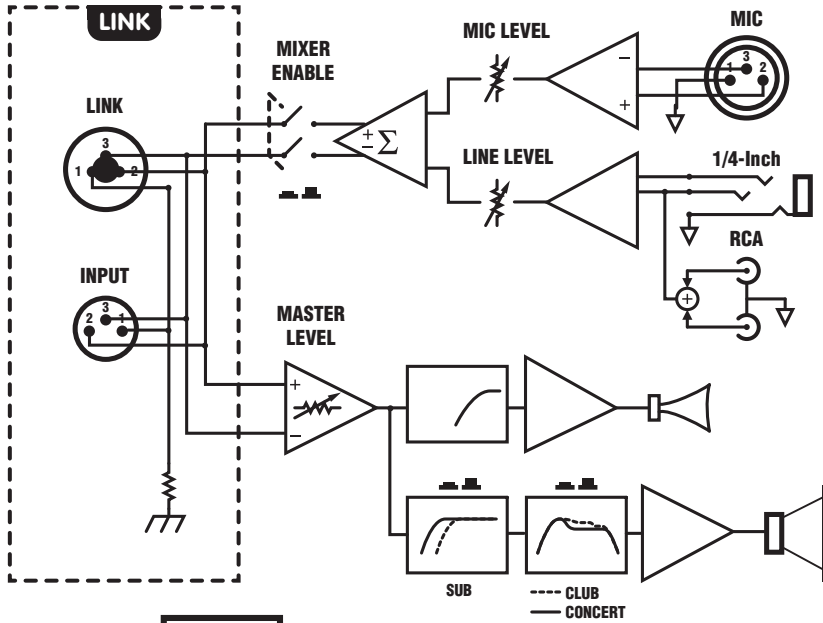 LINK
MIXER
ENABLE
MIC LEVEL
MIC
3
1
2
−
+
+
−
Σ
LINK
3
1
2
LINE LEVEL
1/4-Inch
RCA
+
INPUT
3
2
1
MASTER
LEVEL
+
−
SUB
CLUB
CONCERT